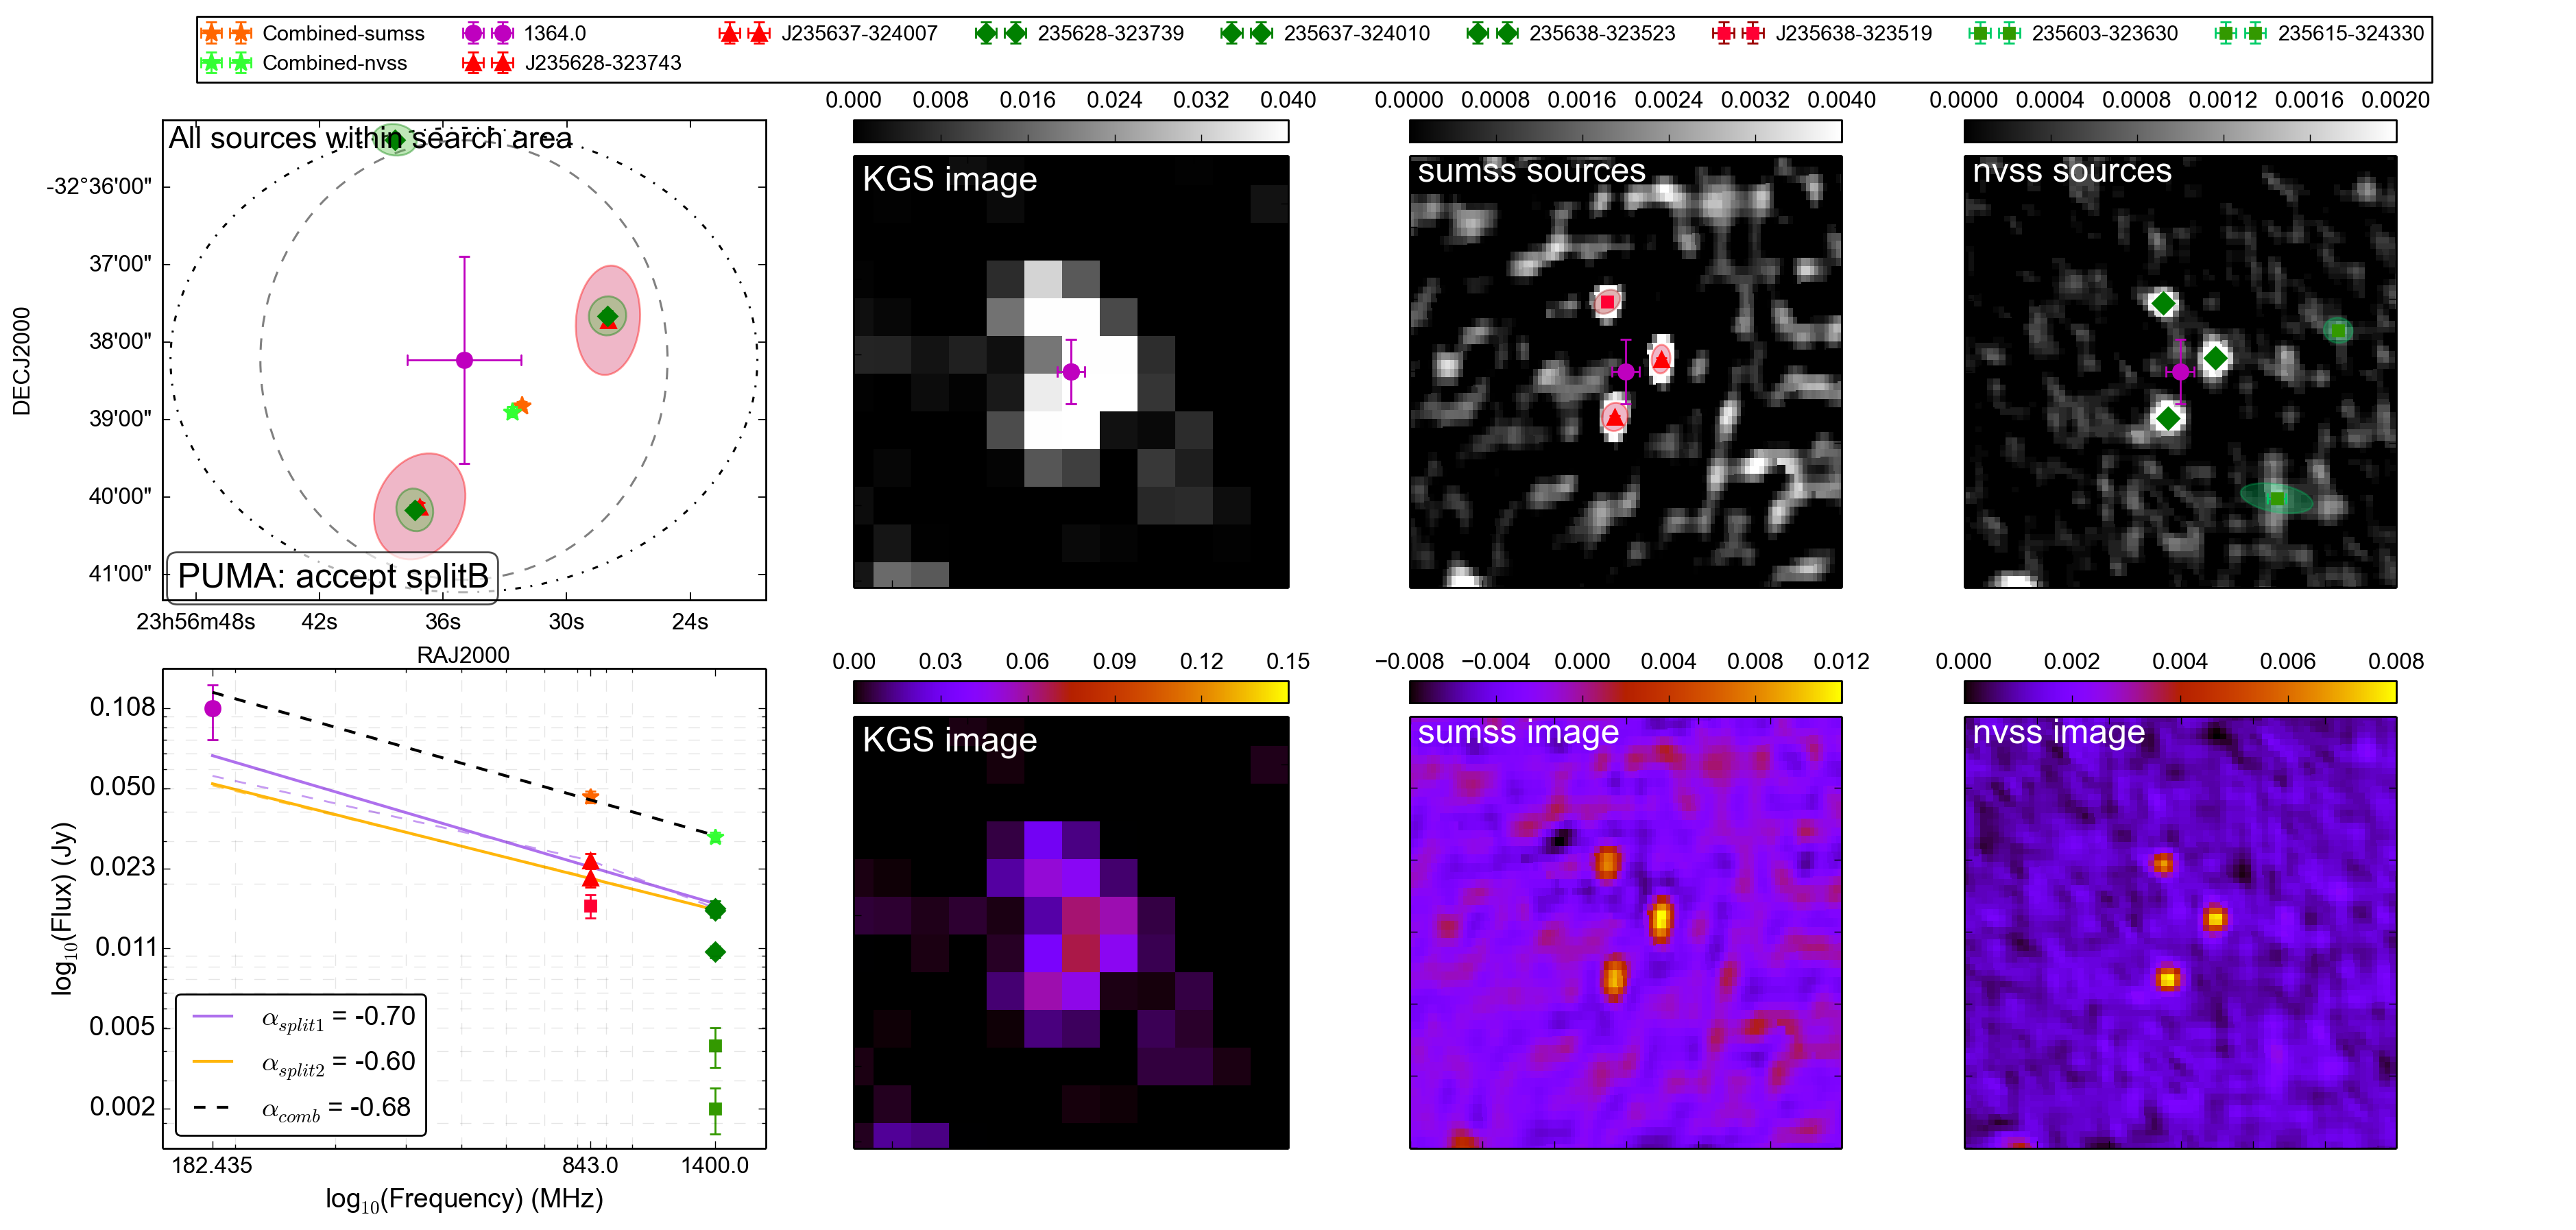 Combined-sumss 1364.0 J235637-324007 235628-323739 235637-324010 235638-323523 J235638-323519 235603-323630 235615-324330
Combined-nvss J235628-323743
0.000 0.008 0.016 0.024 0.032 0.040
0.0000 0.0008 0.0016 0.0024 0.0032 0.0040
0.0000 0.0004 0.0008 0.0012 0.0016 0.0020
All sources within search area
-32°36'00"
37'00"
38'00"
39'00"
40'00"
41'00"
DECJ2000
PUMA: accept splitB
23h56m48s 42s 36s 30s 24s
RAJ2000
KGS image
sumss sources
nvss sources
0.108
0.050
0.023
0.011
0.005
0.002
log10(Flux) (Jy)
αsplit1 = -0.70
αsplit2 = -0.60
αcomb = -0.68
182.435 843.0 1400.0
log10(Frequency) (MHz)
0.00 0.03 0.06 0.09 0.12 0.15
KGS image
−0.008 −0.004 0.000 0.004 0.008 0.012
sumss image
0.000 0.002 0.004 0.006 0.008
nvss image